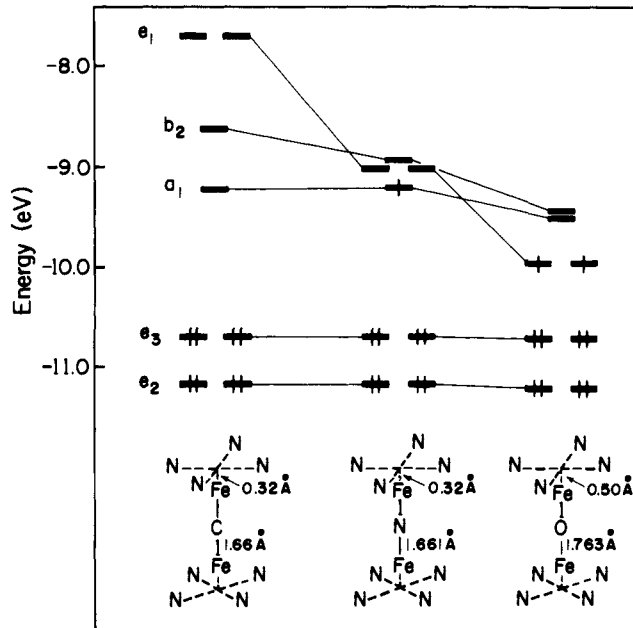 e1
-8.0
b2
-9.0
a1
Energy (eV)
-10.0
e3
-11.0
e2
N N N
N N N
N N N
N N N
N Fe 0.32Å
N Fe 0.32Å
N Fe 0.50Å
C
N
O
1.66Å
1.661Å
1.763Å
Fe
Fe
Fe
N N
N N
N N
N N
N N
N N